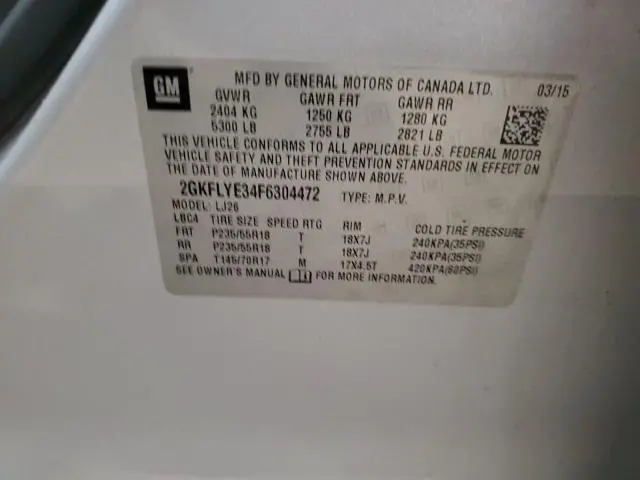 GM
MFD BY GENERAL MOTORS OF CANADA LTD. 03/15
GVWR GAWR FRT GAWR RR
2404 KG 1250 KG 1280 KG
5300 LB 2755 LB 2821 LB
THIS VEHICLE CONFORMS TO ALL APPLICABLE U.S. FEDERAL MOTOR
VEHICLE SAFETY AND THEFT PREVENTION STANDARDS IN EFFECT ON
THE DATE OF MANUFACTURE SHOWN ABOVE.
2GKFLYE34F6304472 TYPE: M.P.V.
MODEL: LJ26
LBC4 TIRE SIZE SPEED RTG RIM COLD TIRE PRESSURE
FRT P235/55R18 T 18X7J 240KPA(35PSI)
RR P235/55R18 T 18X7J 240KPA(35PSI)
SPA T145/70R17 M 17X4.5T 420KPA(60PSI)
SEE OWNER'S MANUAL FOR MORE INFORMATION.